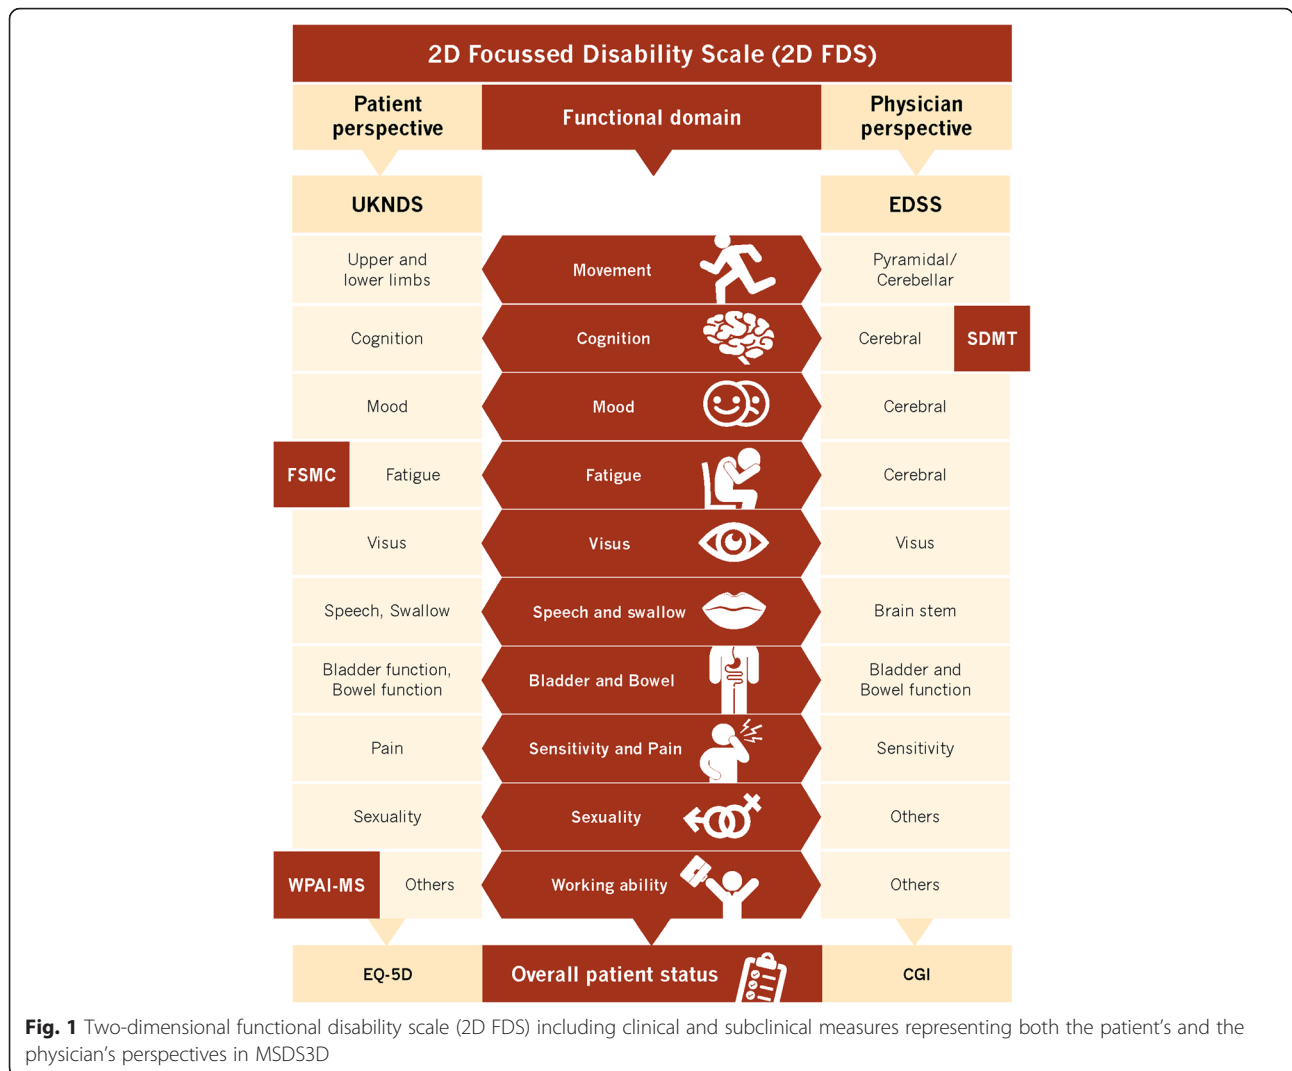 2D Focussed Disability Scale (2D FDS)
Patient
perspective
Functional domain
Physician
perspective
UKNDS
EDSS
Upper and
lower limbs
Movement
Pyramidal/
Cerebellar
Cognition
Cognition
Cerebral
SDMT
Mood
Mood
Cerebral
FSMC
Fatigue
Fatigue
Cerebral
Visus
Visus
Visus
Speech, Swallow
Speech and swallow
Brain stem
Bladder function,
Bowel function
Bladder and Bowel
Bladder and
Bowel function
Pain
Sensitivity and Pain
Sensitivity
Sexuality
Sexuality
Others
WPAI-MS
Others
Working ability
Others
EQ-5D
Overall patient status
CGI
Fig. 1 Two-dimensional functional disability scale (2D FDS) including clinical and subclinical measures representing both the patient's and the
physician's perspectives in MSDS3D